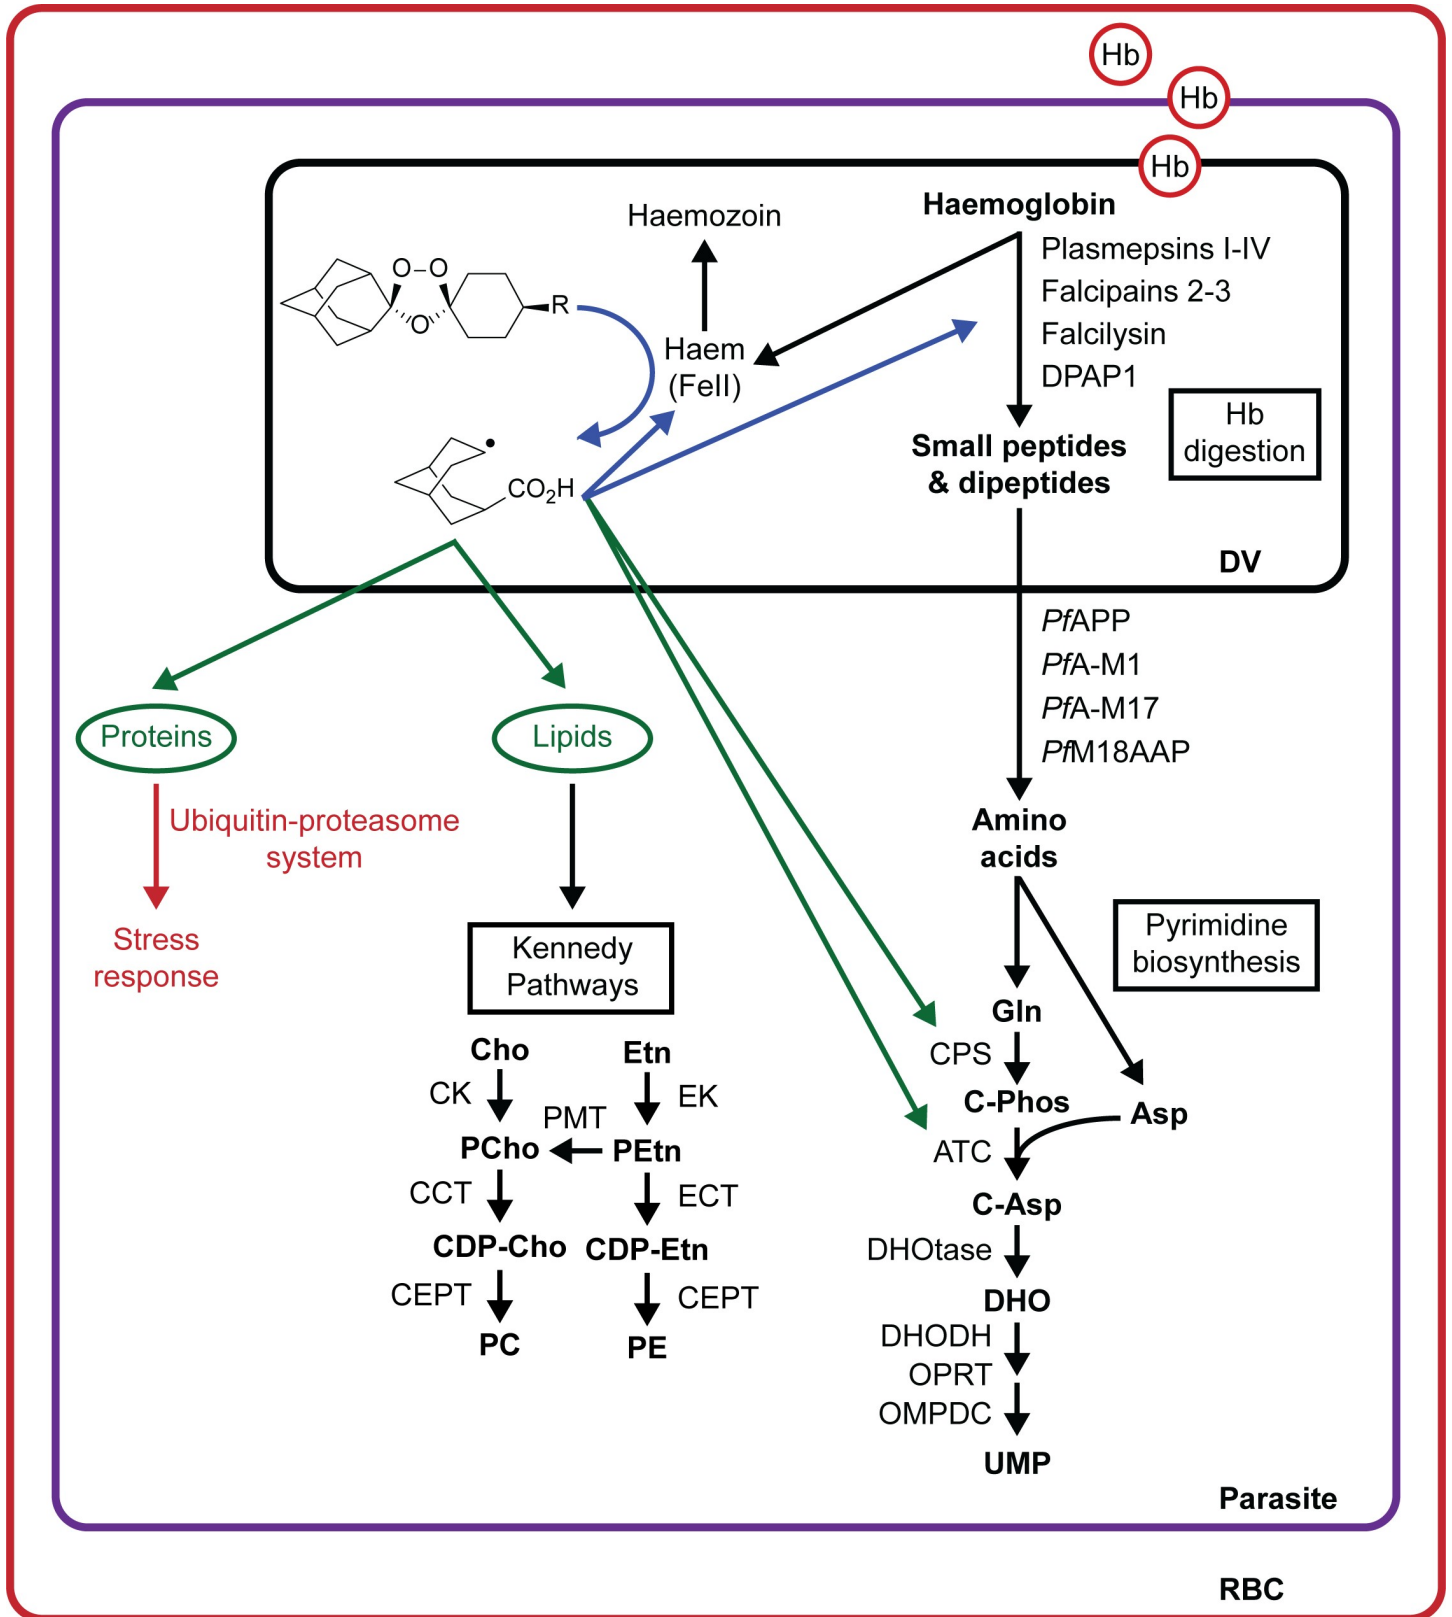 Hb
Hb
Hb
Haemoglobin
Haemozoin
Plasmepsins I-IV
Falcipains 2-3
Falcilysin
DPAP1
O
O
O
R
Haem
(FeII)
Hb
digestion
Small peptides
& dipeptides
CO2H
DV
PfAPP
PfA-M1
PfA-M17
PfM18AAP
Proteins
Lipids
Ubiquitin-proteasome
system
Stress
response
Amino
acids
Kennedy
Pathways
Pyrimidine
biosynthesis
Cho
Etn
CK
EK
PMT
PCho
PEtn
CCT
ECT
CDP-Cho
CDP-Etn
CEPT
CEPT
PC
PE
Gln
CPS
C-Phos
Asp
ATC
C-Asp
DHOtase
DHO
DHODH
OPRT
OMPDC
UMP
Parasite
RBC